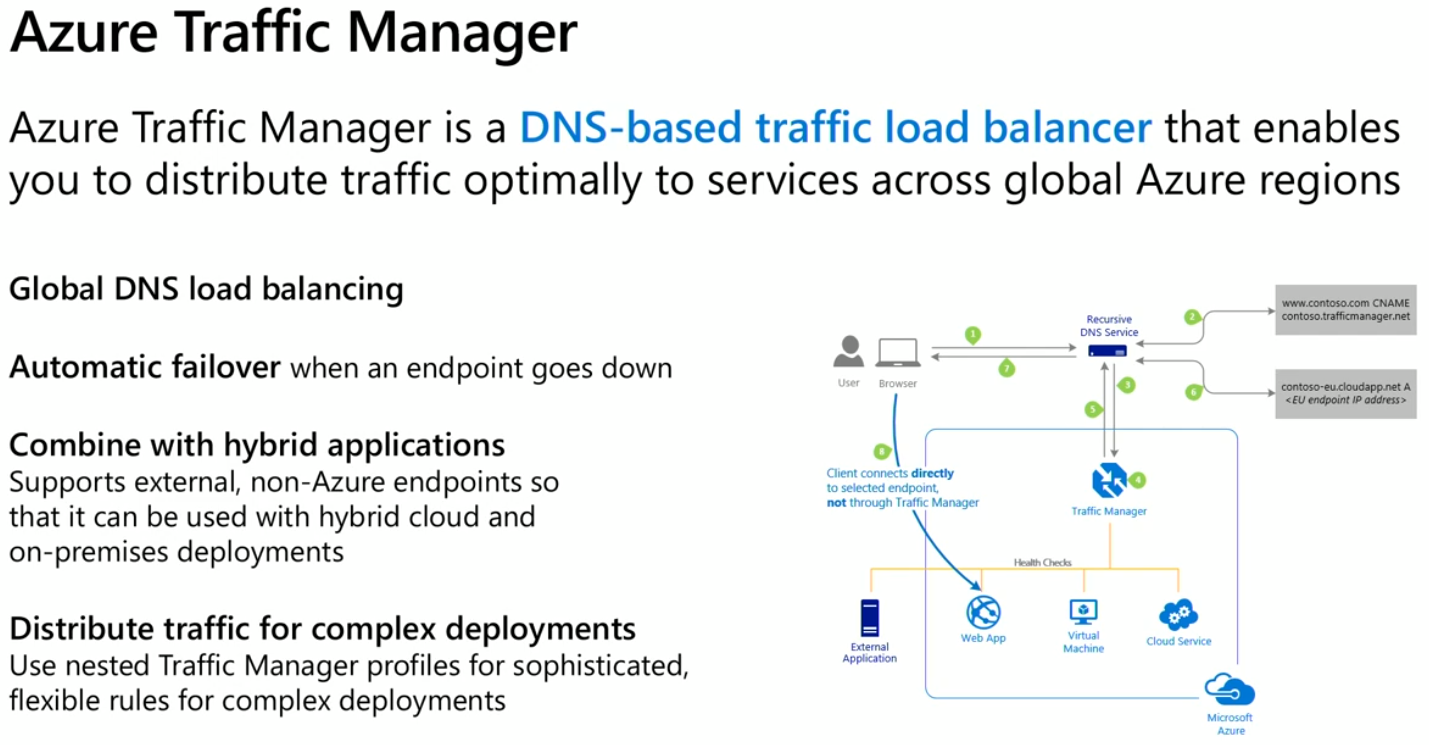 Azure Traffic Manager
Azure Traffic Manager is a DNS-based traffic load balancer that enables
you to distribute traffic optimally to services across global Azure regions
Global DNS load balancing
Automatic failover when an endpoint goes down
Combine with hybrid applications
Supports external, non-Azure endpoints so
that it can be used with hybrid cloud and
on-premises deployments
Distribute traffic for complex deployments
Use nested Traffic Manager profiles for sophisticated,
flexible rules for complex deployments
User
Browser
1
7
Recursive
DNS Service
2
www.contoso.com CNAME
contoso.trafficmanager.net
6
contoso-eu.cloudapp.net A
<EU endpoint IP address>
3
5
8
Client connects directly
to selected endpoint,
not through Traffic Manager
4
Traffic Manager
Health Checks
External
Application
Web App
Virtual
Machine
Cloud Service
Microsoft
Azure